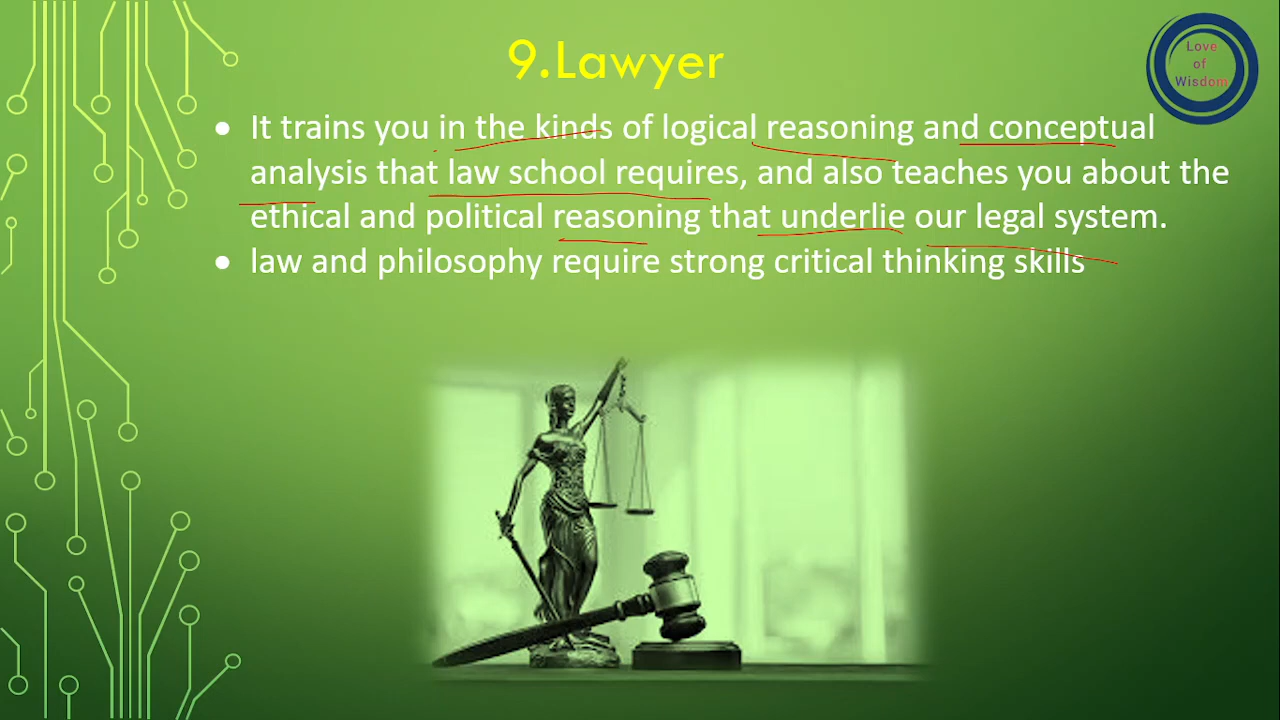 9.Lawyer
Love
of
Wisdom
• It trains you in the kinds of logical reasoning and conceptual
analysis that law school requires, and also teaches you about the
ethical and political reasoning that underlie our legal system.
• law and philosophy require strong critical thinking skills